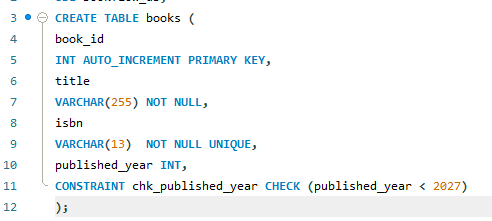 3 CREATE TABLE books (
4 book_id
5 INT AUTO_INCREMENT PRIMARY KEY,
6 title
7 VARCHAR(255) NOT NULL,
8 isbn
9 VARCHAR(13)  NOT NULL UNIQUE,
10 published_year INT,
11 CONSTRAINT chk_published_year CHECK (published_year < 2027)
12 );